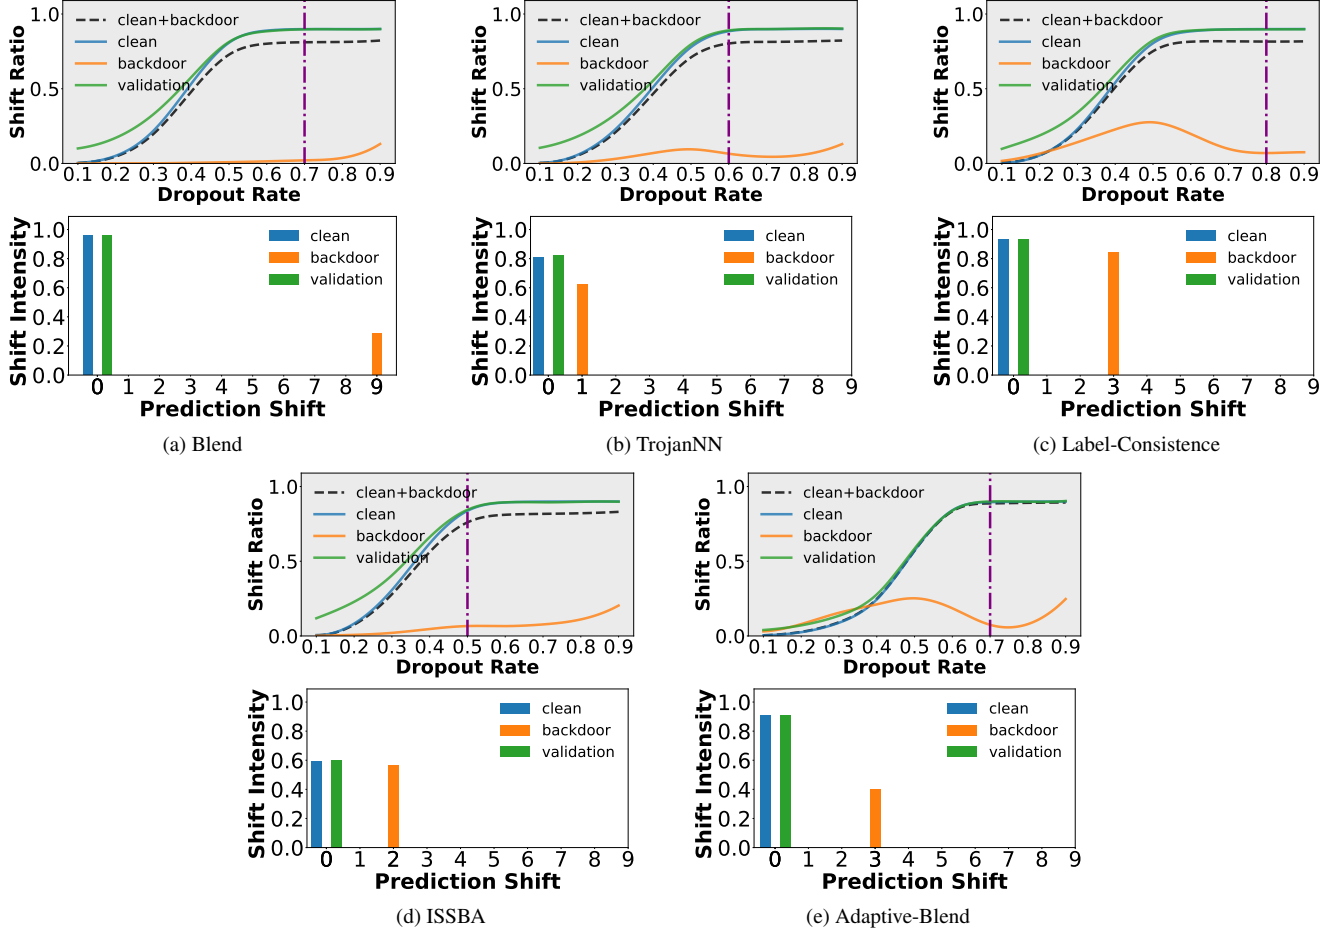 1.0
0.5
0.0
Shift Ratio
clean+backdoor
clean
backdoor
validation
0.1 0.2 0.3 0.4 0.5 0.6 0.7 0.8 0.9
Dropout Rate
1.0
0.5
0.0
Shift Ratio
clean+backdoor
clean
backdoor
validation
0.1 0.2 0.3 0.4 0.5 0.6 0.7 0.8 0.9
Dropout Rate
1.0
0.5
0.0
Shift Ratio
clean+backdoor
clean
backdoor
validation
0.1 0.2 0.3 0.4 0.5 0.6 0.7 0.8 0.9
Dropout Rate
1.0
0.8
0.6
0.4
0.2
0.0
Shift Intensity
clean
backdoor
validation
0 1 2 3 4 5 6 7 8 9
Prediction Shift
(a) Blend
1.0
0.8
0.6
0.4
0.2
0.0
Shift Intensity
clean
backdoor
validation
0 1 2 3 4 5 6 7 8 9
Prediction Shift
(b) TrojanNN
1.0
0.8
0.6
0.4
0.2
0.0
Shift Intensity
clean
backdoor
validation
0 1 2 3 4 5 6 7 8 9
Prediction Shift
(c) Label-Consistence
1.0
0.5
0.0
Shift Ratio
clean+backdoor
clean
backdoor
validation
0.1 0.2 0.3 0.4 0.5 0.6 0.7 0.8 0.9
Dropout Rate
1.0
0.5
0.0
Shift Ratio
clean+backdoor
clean
backdoor
validation
0.1 0.2 0.3 0.4 0.5 0.6 0.7 0.8 0.9
Dropout Rate
1.0
0.8
0.6
0.4
0.2
0.0
Shift Intensity
clean
backdoor
validation
0 1 2 3 4 5 6 7 8 9
Prediction Shift
(d) ISSBA
1.0
0.8
0.6
0.4
0.2
0.0
Shift Intensity
clean
backdoor
validation
0 1 2 3 4 5 6 7 8 9
Prediction Shift
(e) Adaptive-Blend